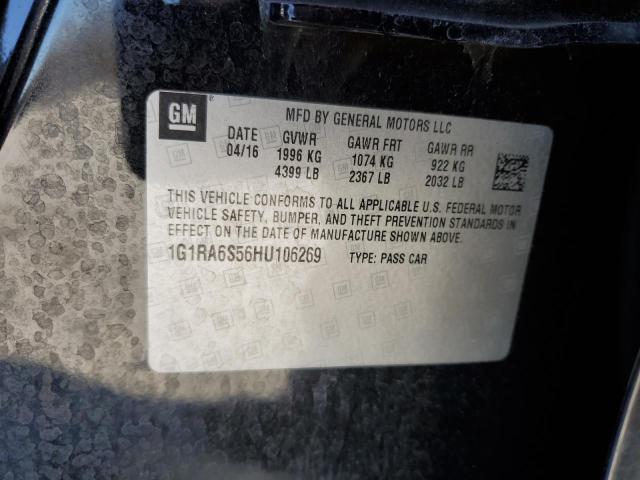 GM
MFD BY GENERAL MOTORS LLC
DATE GVWR GAWR FRT GAWR RR
04/16 1996 KG 1074 KG 922 KG
4399 LB 2367 LB 2032 LB
THIS VEHICLE CONFORMS TO ALL APPLICABLE U.S. FEDERAL MOTOR
VEHICLE SAFETY, BUMPER, AND THEFT PREVENTION STANDARDS IN
EFFECT ON THE DATE OF MANUFACTURE SHOWN ABOVE.
1G1RA6S56HU106269 TYPE: PASS CAR